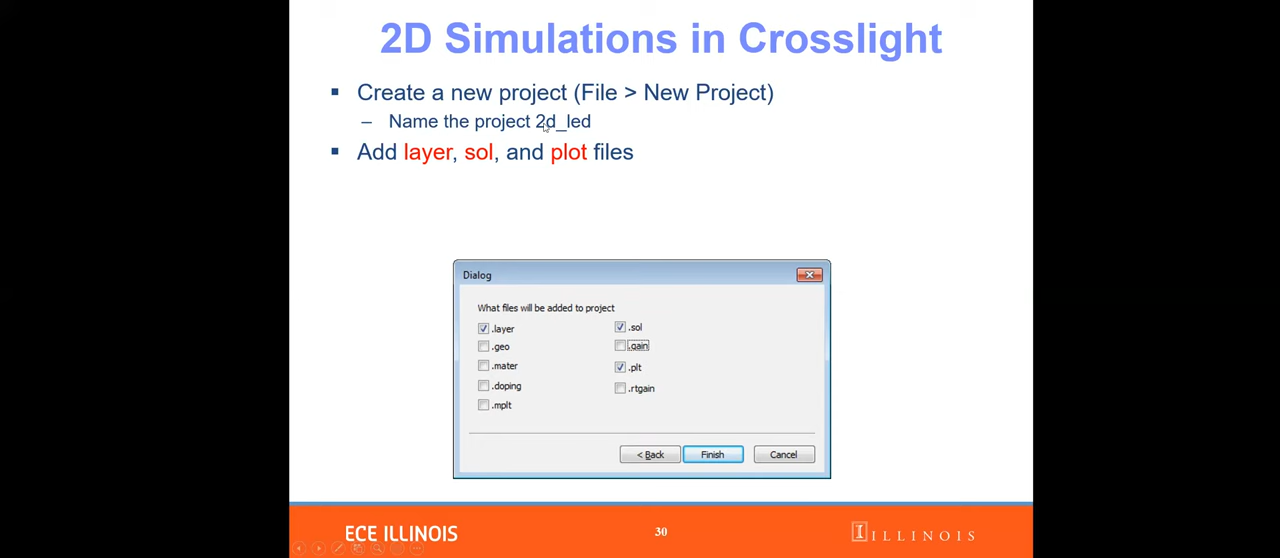 2D Simulations in Crosslight
▪ Create a new project (File > New Project)
– Name the project 2d_led
▪ Add layer, sol, and plot files
Dialog
What files will be added to project
.layer
.geo
.mater
.doping
.mplt
.sol
.gain
.plt
.rtgain
< Back
Finish
Cancel
ECE ILLINOIS
30
I ILLINOIS